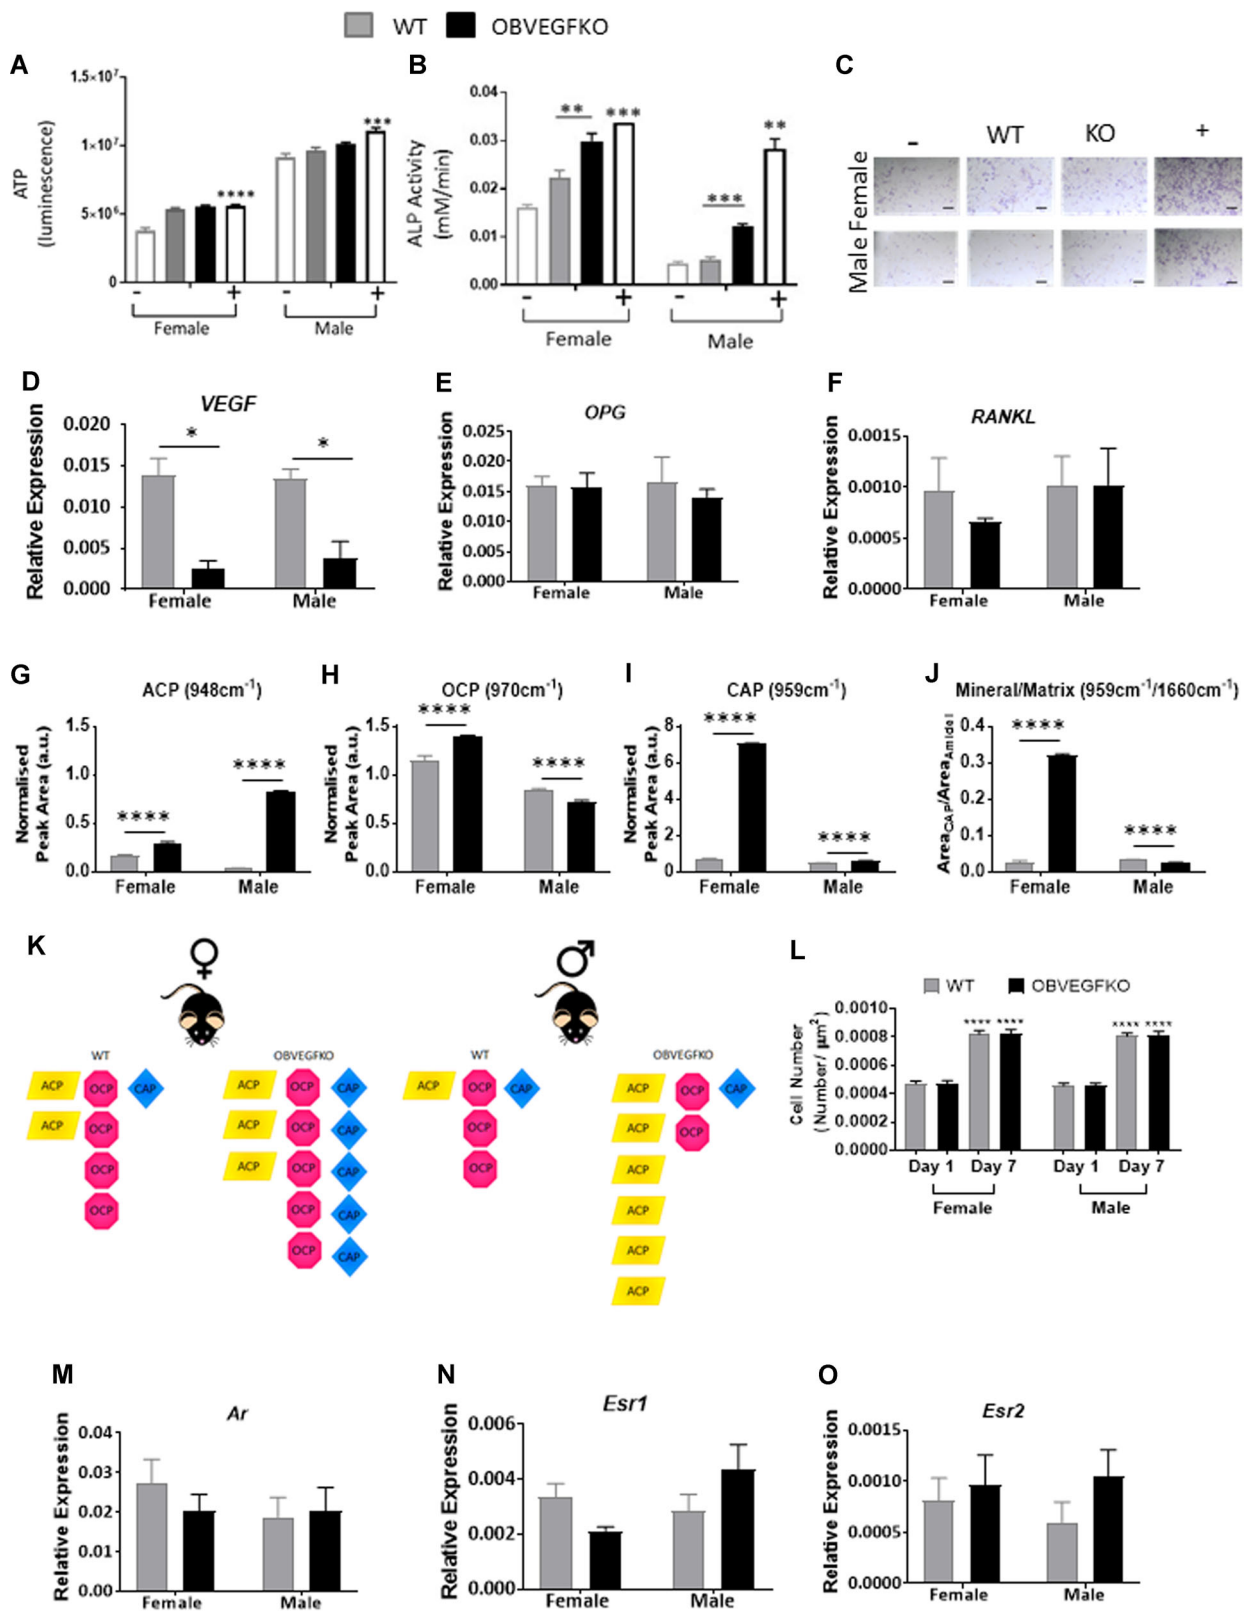 WT OBVEGFKO
A
ATP
(luminescence)
1.5×10⁷
1×10⁷
5×10⁶
0
****
***
- + - +
Female Male
B
ALP Activity
(mM/min)
0.04
0.03
0.02
0.01
0.00
** *** *** **
- + - +
Female Male
C
- WT KO +
Female
Male
D
VEGF
Relative Expression
0.020
0.015
0.010
0.005
0.000
* *
Female Male
E
OPG
Relative Expression
0.025
0.020
0.015
0.010
0.005
0.000
Female Male
F
RANKL
Relative Expression
0.0015
0.0010
0.0005
0.0000
Female Male
G
ACP (948cm⁻¹)
Normalised
Peak Area (a.u.)
1.5
1.0
0.5
0.0
**** ****
Female Male
H
OCP (970cm⁻¹)
Normalised
Peak Area (a.u.)
1.5
1.0
0.5
0.0
**** ****
Female Male
I
CAP (959cm⁻¹)
Normalised
Peak Area (a.u.)
8
6
4
2
0
**** ****
Female Male
J
Mineral/Matrix (959cm⁻¹/1660cm⁻¹)
Area_CAP/Area_AmideI
0.4
0.3
0.2
0.1
0.0
**** ****
Female Male
K
♀ ♂
WT OBVEGFKO WT OBVEGFKO
ACP OCP CAP ACP OCP CAP ACP OCP CAP ACP OCP CAP
ACP OCP ACP OCP CAP OCP ACP OCP
OCP ACP OCP CAP OCP ACP
OCP OCP CAP ACP
OCP CAP ACP
ACP
L
WT OBVEGFKO
Cell Number
(Number/ µm²)
0.0010
0.0008
0.0006
0.0004
0.0002
0.0000
**** **** **** ****
Day 1 Day 7 Day 1 Day 7
Female Male
M
Ar
Relative Expression
0.04
0.03
0.02
0.01
0.00
Female Male
N
Esr1
Relative Expression
0.006
0.004
0.002
0.000
Female Male
O
Esr2
Relative Expression
0.0015
0.0010
0.0005
0.0000
Female Male